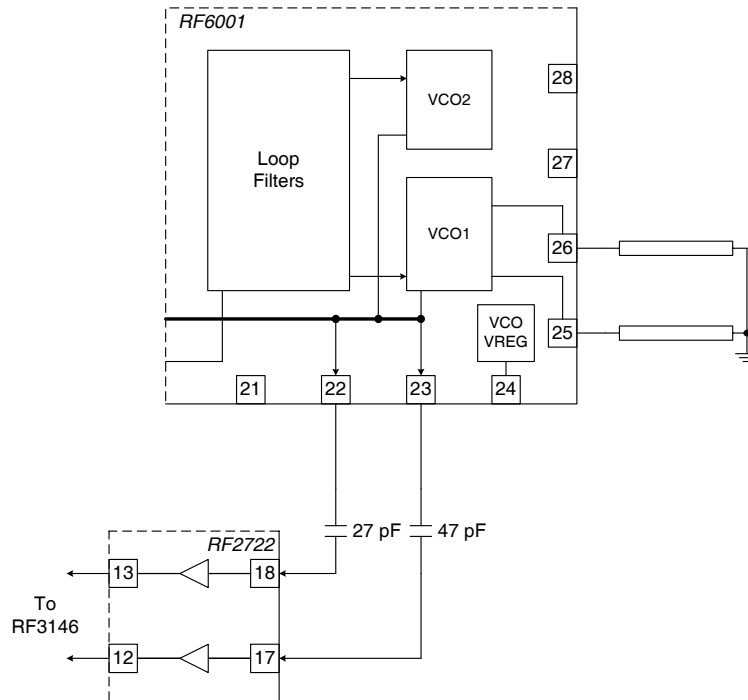 RF6001
28
VCO2
Loop
Filters
27
VCO1
26
VCO
VREG
25
21
22
23
24
27 pF
47 pF
RF2722
13
18
To
RF3146
12
17